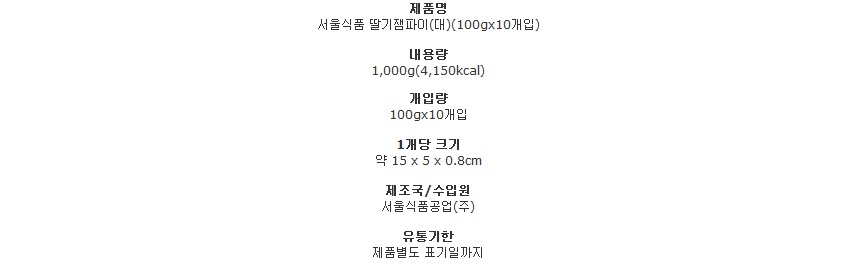 제품명
서울식품 딸기잼파이(대)(100gx10개입)
내용량
1,000g(4,150kcal)
개입량
100gx10개입
1개당 크기
약 15 x 5 x 0.8cm
제조국/수입원
서울식품공업(주)
유통기한
제품별도 표기일까지